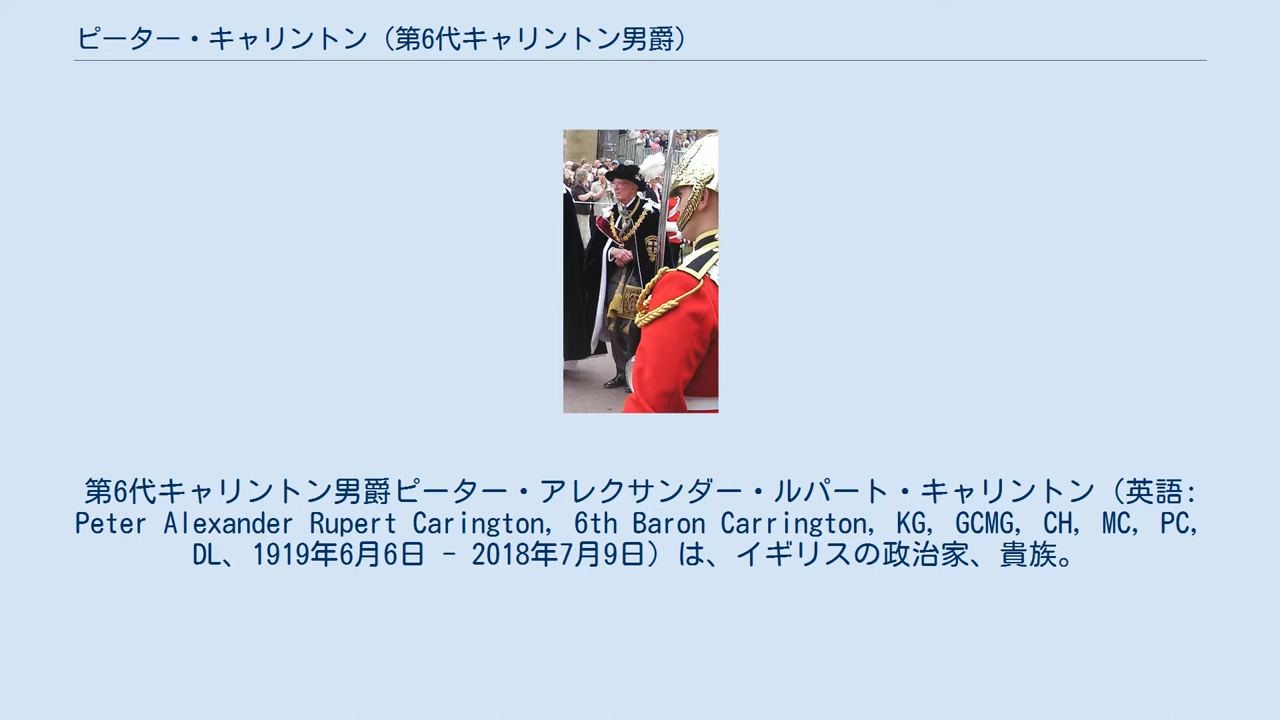 ピーター・キャリントン（第6代キャリントン男爵）
第6代キャリントン男爵ピーター・アレクサンダー・ルパート・キャリントン（英語:
Peter Alexander Rupert Carington, 6th Baron Carrington, KG, GCMG, CH, MC, PC,
DL、1919年6月6日 - 2018年7月9日）は、イギリスの政治家、貴族。